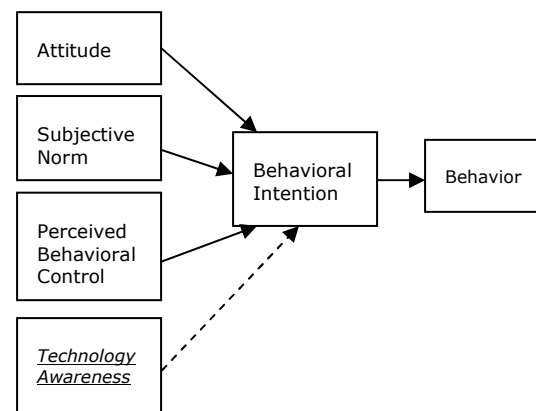 Attitude
Subjective
Norm
Perceived
Behavioral
Control
Technology
Awareness
Behavioral
Intention
Behavior